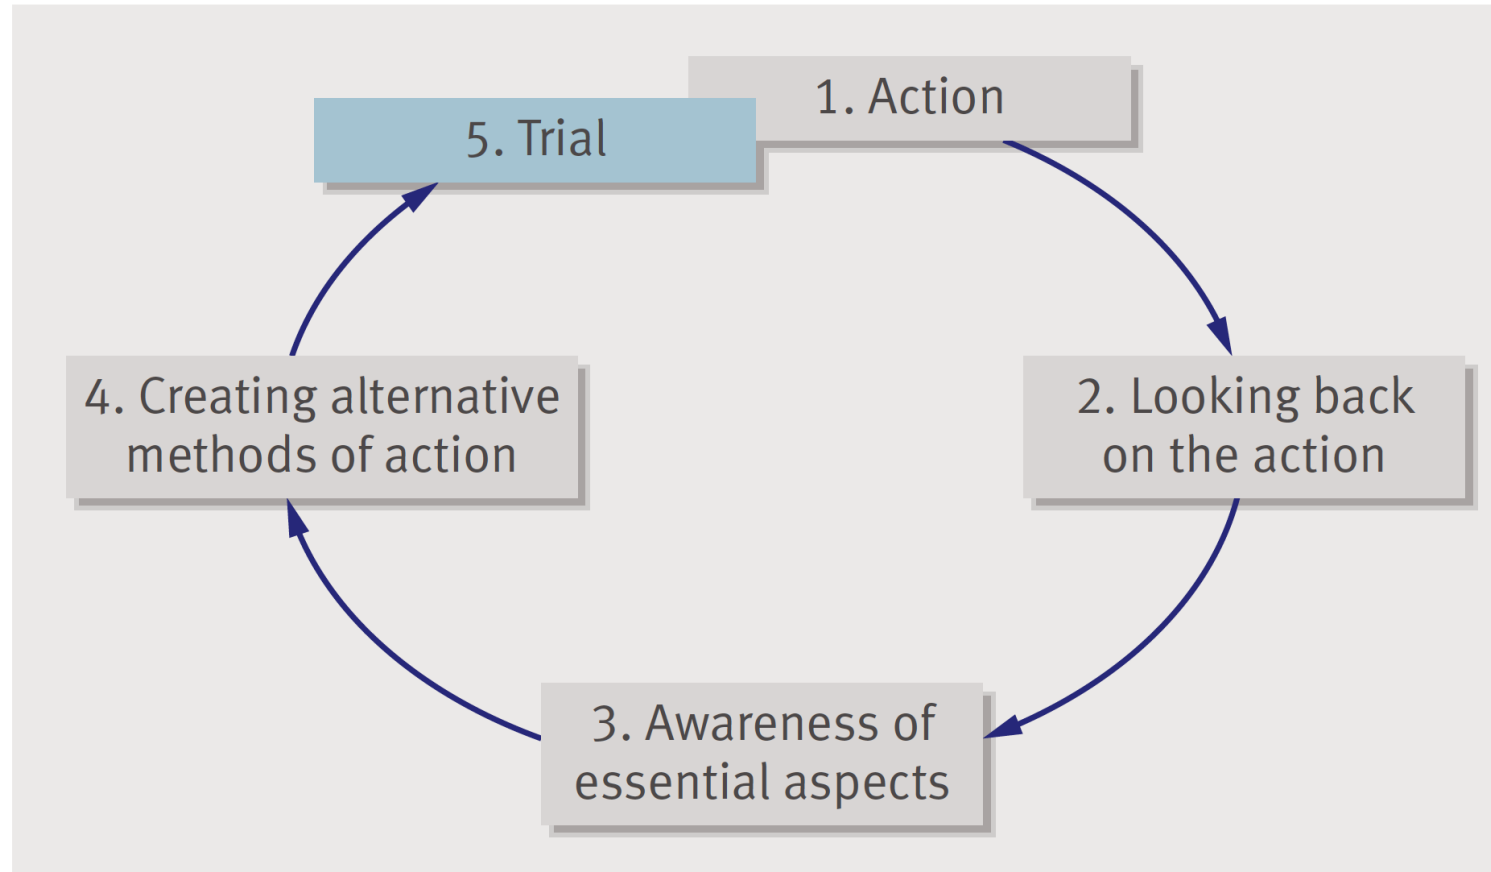 1. Action
2. Looking back
on the action
3. Awareness of
essential aspects
4. Creating alternative
methods of action
5. Trial